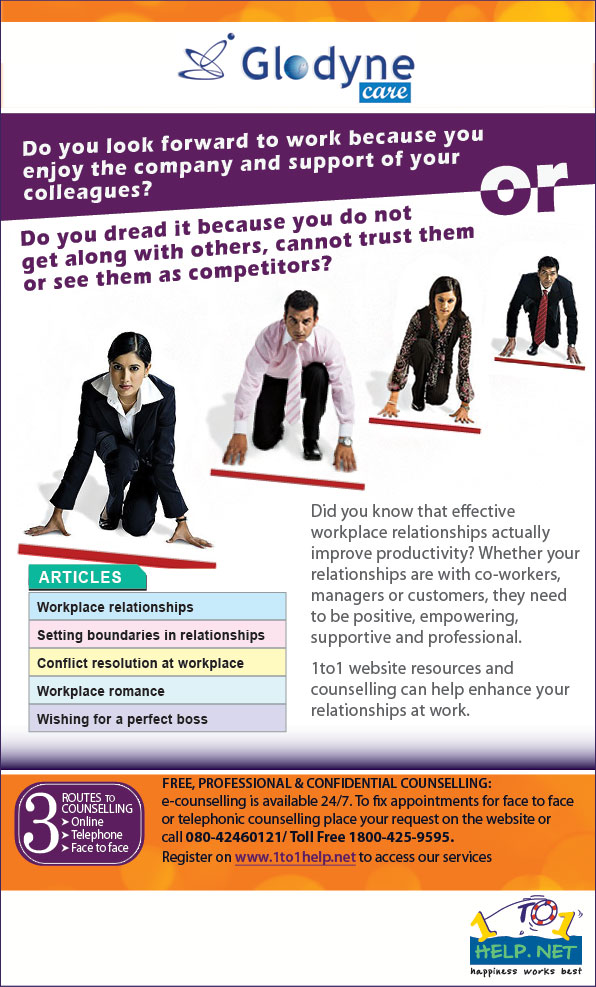 Glodyne
care
Do you look forward to work because you
enjoy the company and support of your
colleagues?
or
Do you dread it because you do not
get along with others, cannot trust them
or see them as competitors?
Did you know that effective
workplace relationships actually
improve productivity? Whether your
relationships are with co-workers,
managers or customers, they need
to be positive, empowering,
supportive and professional.
1to1 website resources and
counselling can help enhance your
relationships at work.
ARTICLES
Workplace relationships
Setting boundaries in relationships
Conflict resolution at workplace
Workplace romance
Wishing for a perfect boss
3 ROUTES TO
COUNSELLING
➤ Online
➤ Telephone
➤ Face to face
FREE, PROFESSIONAL & CONFIDENTIAL COUNSELLING:
e-counselling is available 24/7. To fix appointments for face to face
or telephonic counselling place your request on the website or
call 080-42460121/ Toll Free 1800-425-9595.
Register on www.1to1help.net to access our services
1 TO 1
HELP.NET
happiness works best